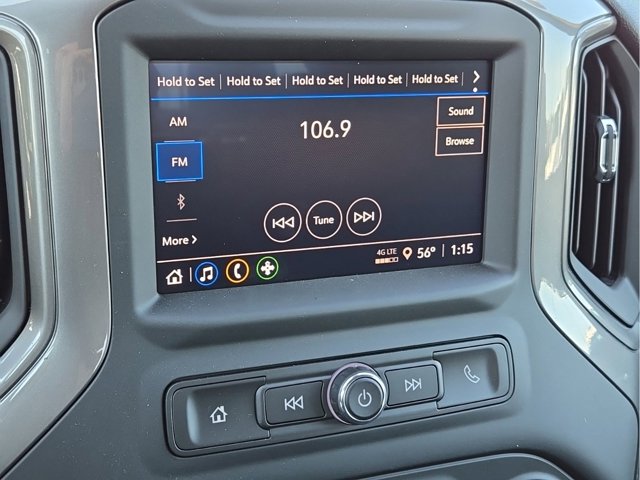 Hold to Set Hold to Set Hold to Set Hold to Set Hold to Set
AM
106.9
Sound
FM
Browse
Tune
More
4G LTE
56° 1:15